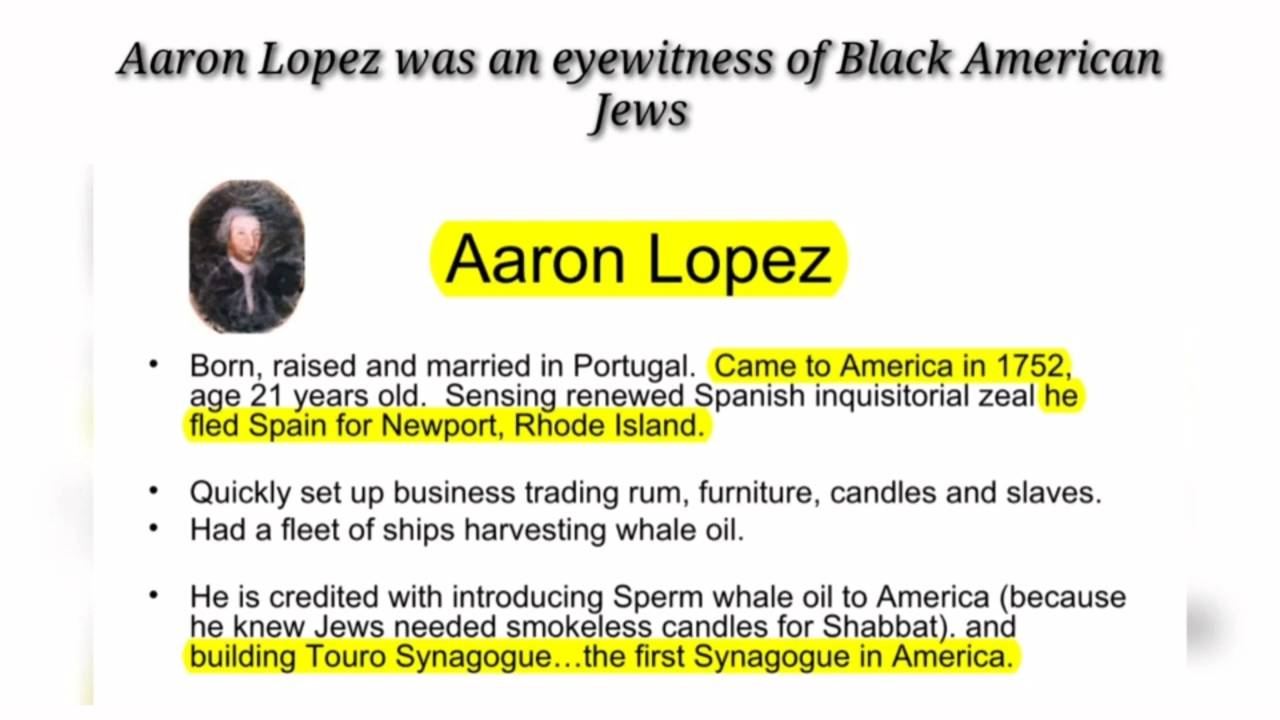 Aaron Lopez was an eyewitness of Black American
Jews
Aaron Lopez
• Born, raised and married in Portugal. Came to America in 1752,
age 21 years old. Sensing renewed Spanish inquisitorial zeal he
fled Spain for Newport, Rhode Island.
• Quickly set up business trading rum, furniture, candles and slaves.
• Had a fleet of ships harvesting whale oil.
• He is credited with introducing Sperm whale oil to America (because
he knew Jews needed smokeless candles for Shabbat). and
building Touro Synagogue…the first Synagogue in America.